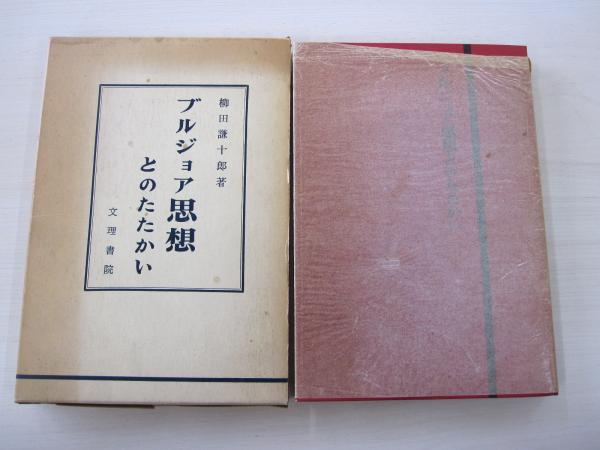 柳田謙十郎著
ブルジョア思想
とのたたかい
文理書院